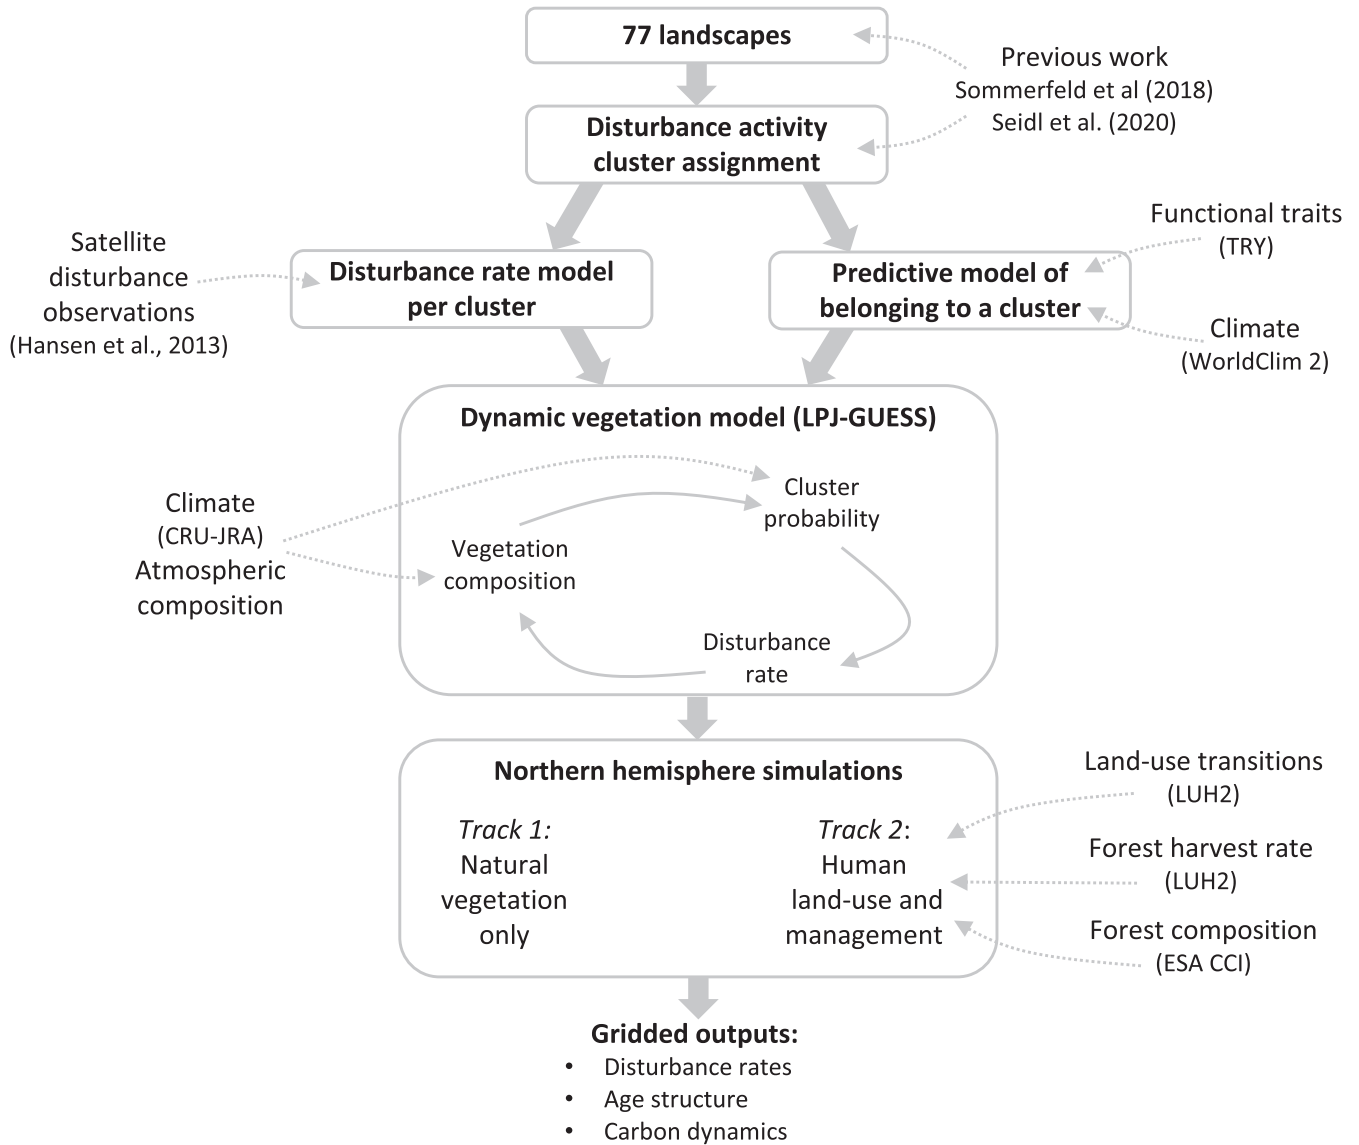 77 landscapes
Previous work
Sommerfeld et al (2018)
Seidl et al. (2020)
Disturbance activity
cluster assignment
Functional traits
(TRY)
Satellite
disturbance
observations
(Hansen et al., 2013)
Disturbance rate model
per cluster
Predictive model of
belonging to a cluster
Climate
(WorldClim 2)
Dynamic vegetation model (LPJ-GUESS)
Climate
(CRU-JRA)
Atmospheric
composition
Cluster
probability
Vegetation
composition
Disturbance
rate
Northern hemisphere simulations
Track 1:
Natural
vegetation
only
Track 2:
Human
land-use and
management
Land-use transitions
(LUH2)
Forest harvest rate
(LUH2)
Forest composition
(ESA CCI)
Gridded outputs:
• Disturbance rates
• Age structure
• Carbon dynamics